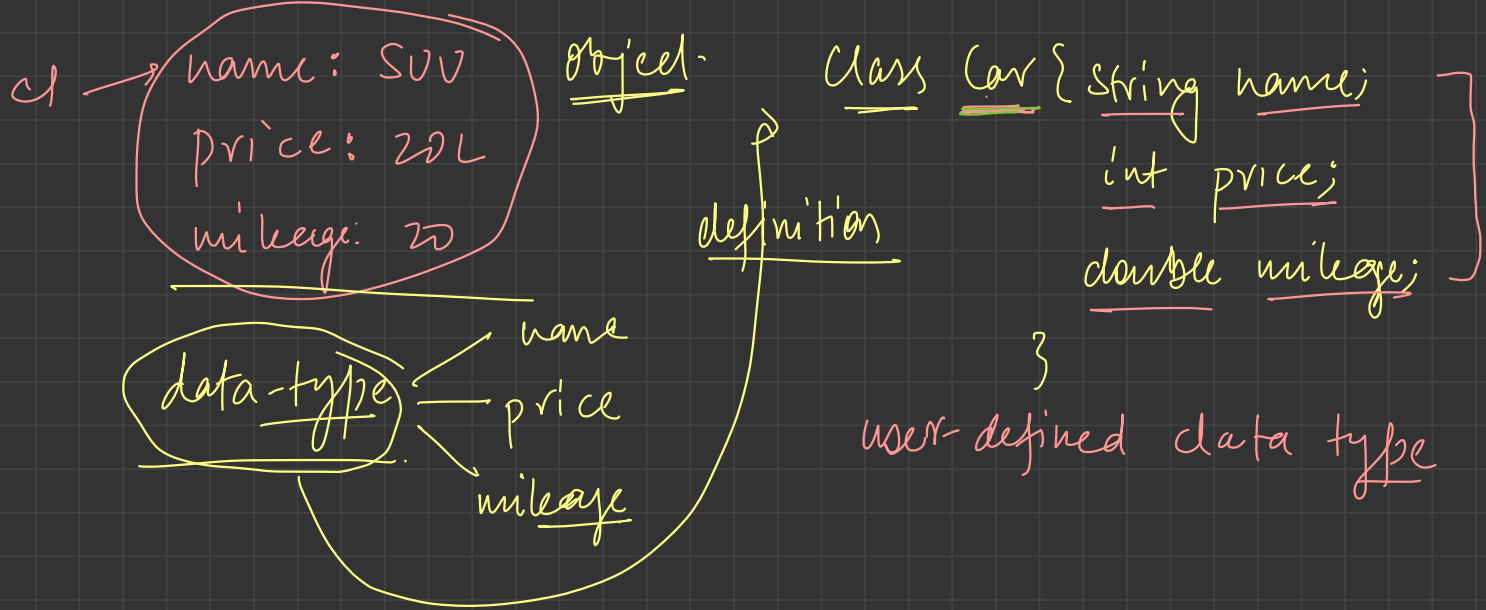 c1
name: SUV
price: 20L
mileage: 20
object.
definition
class Car { string name;
int price;
double mileage;
}
data-type
name
price
mileage
user-defined data type